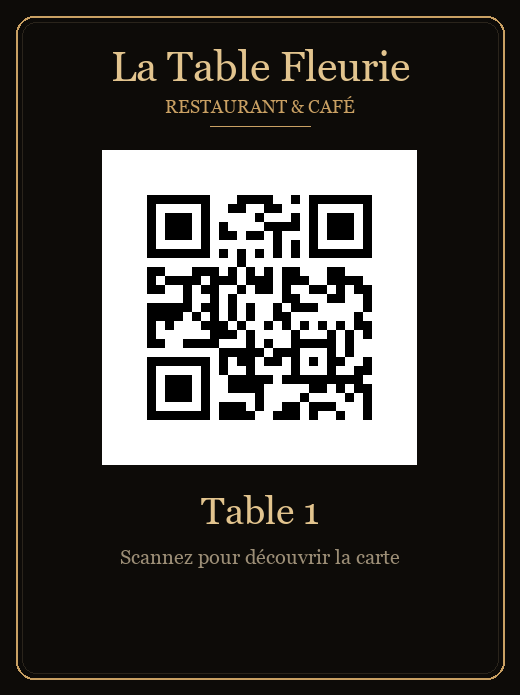 La Table Fleurie
RESTAURANT & CAFÉ
Table 1
Scannez pour découvrir la carte